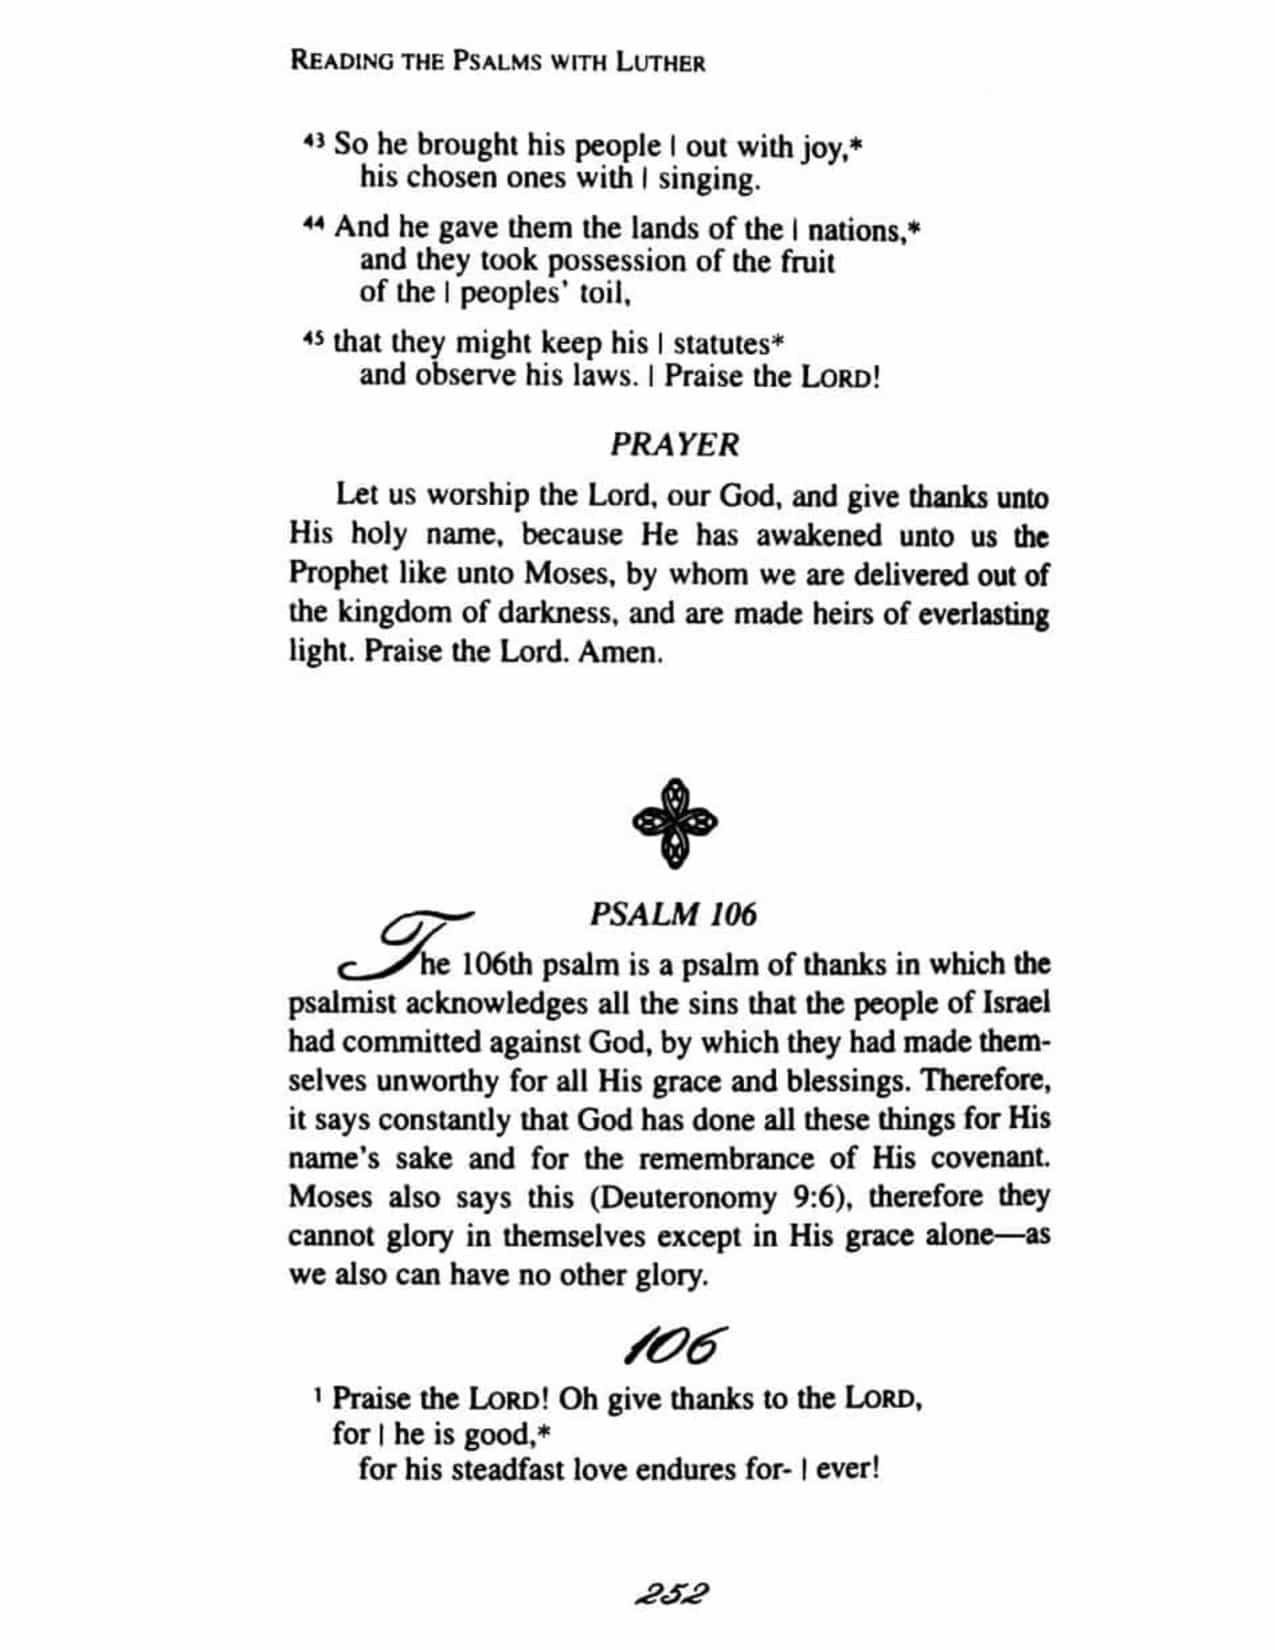 READING THE PSALMS WITH LUTHER
43 So he brought his people | out with joy,*
his chosen ones with | singing.
44 And he gave them the lands of the | nations,*
and they took possession of the fruit
of the | peoples' toil,
45 that they might keep his | statutes*
and observe his laws. | Praise the LORD!
PRAYER
Let us worship the Lord, our God, and give thanks unto
His holy name, because He has awakened unto us the
Prophet like unto Moses, by whom we are delivered out of
the kingdom of darkness, and are made heirs of everlasting
light. Praise the Lord. Amen.
PSALM 106
The 106th psalm is a psalm of thanks in which the
psalmist acknowledges all the sins that the people of Israel
had committed against God, by which they had made them-
selves unworthy for all His grace and blessings. Therefore,
it says constantly that God has done all these things for His
name's sake and for the remembrance of His covenant.
Moses also says this (Deuteronomy 9:6), therefore they
cannot glory in themselves except in His grace alone—as
we also can have no other glory.
106
1 Praise the LORD! Oh give thanks to the LORD,
for | he is good,*
for his steadfast love endures for- | ever!
252